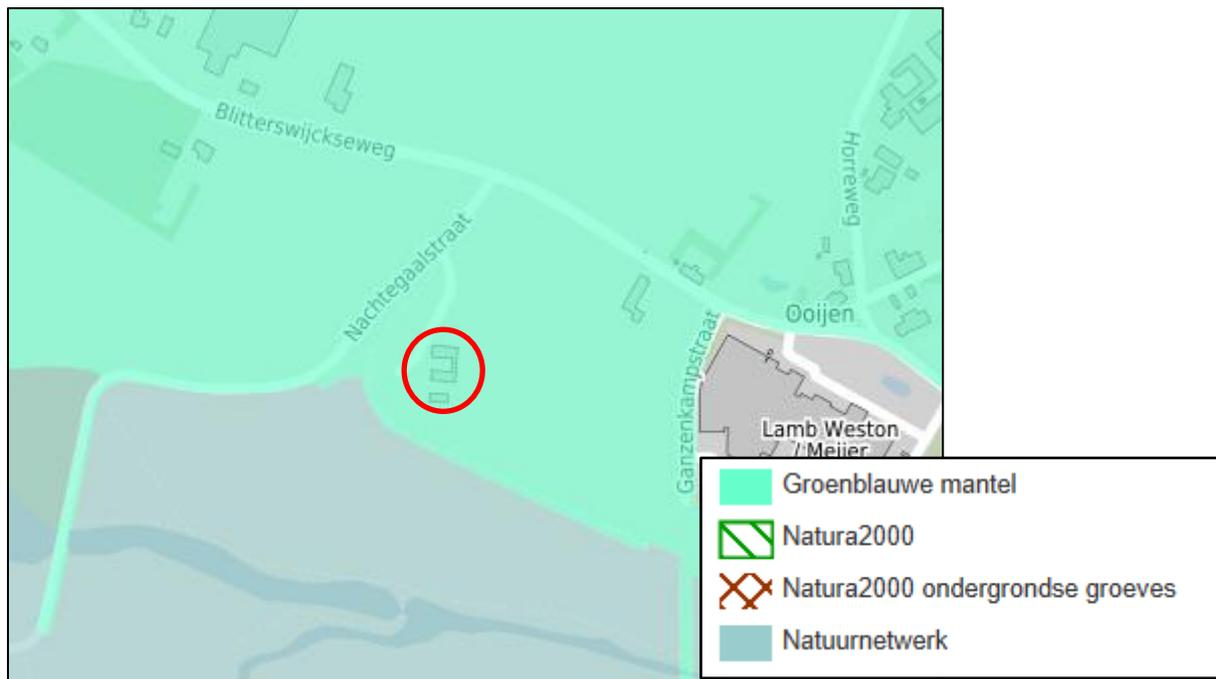 Blitterswijckseweg
Horreweg
Nachtegaalstraat
Ooijen
Ganzenkampstraat
Lamb Weston
/ Meijer
Groenblauwe mantel
Natura2000
Natura2000 ondergrondse groeves
Natuurnetwerk